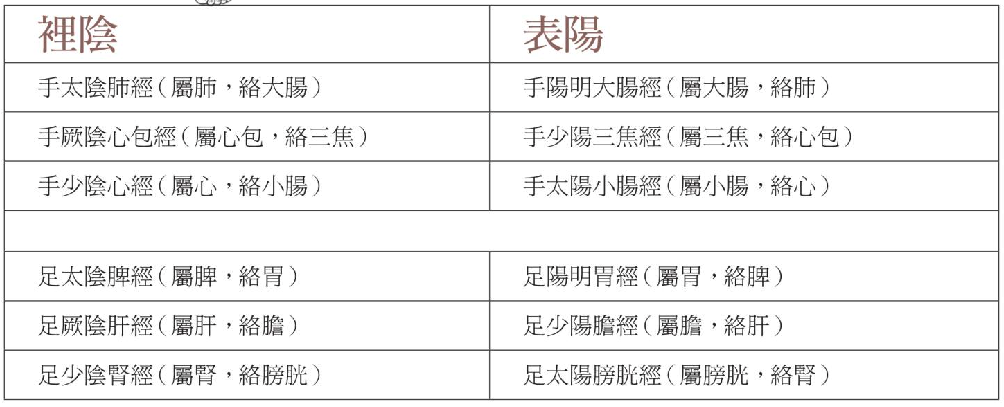 裡陰 表陽
手太陰肺經（屬肺，絡大腸） 手陽明大腸經（屬大腸，絡肺）
手厥陰心包經（屬心包，絡三焦） 手少陽三焦經（屬三焦，絡心包）
手少陰心經（屬心，絡小腸） 手太陽小腸經（屬小腸，絡心）
足太陰脾經（屬脾，絡胃） 足陽明胃經（屬胃，絡脾）
足厥陰肝經（屬肝，絡膽） 足少陽膽經（屬膽，絡肝）
足少陰腎經（屬腎，絡膀胱） 足太陽膀胱經（屬膀胱，絡腎）